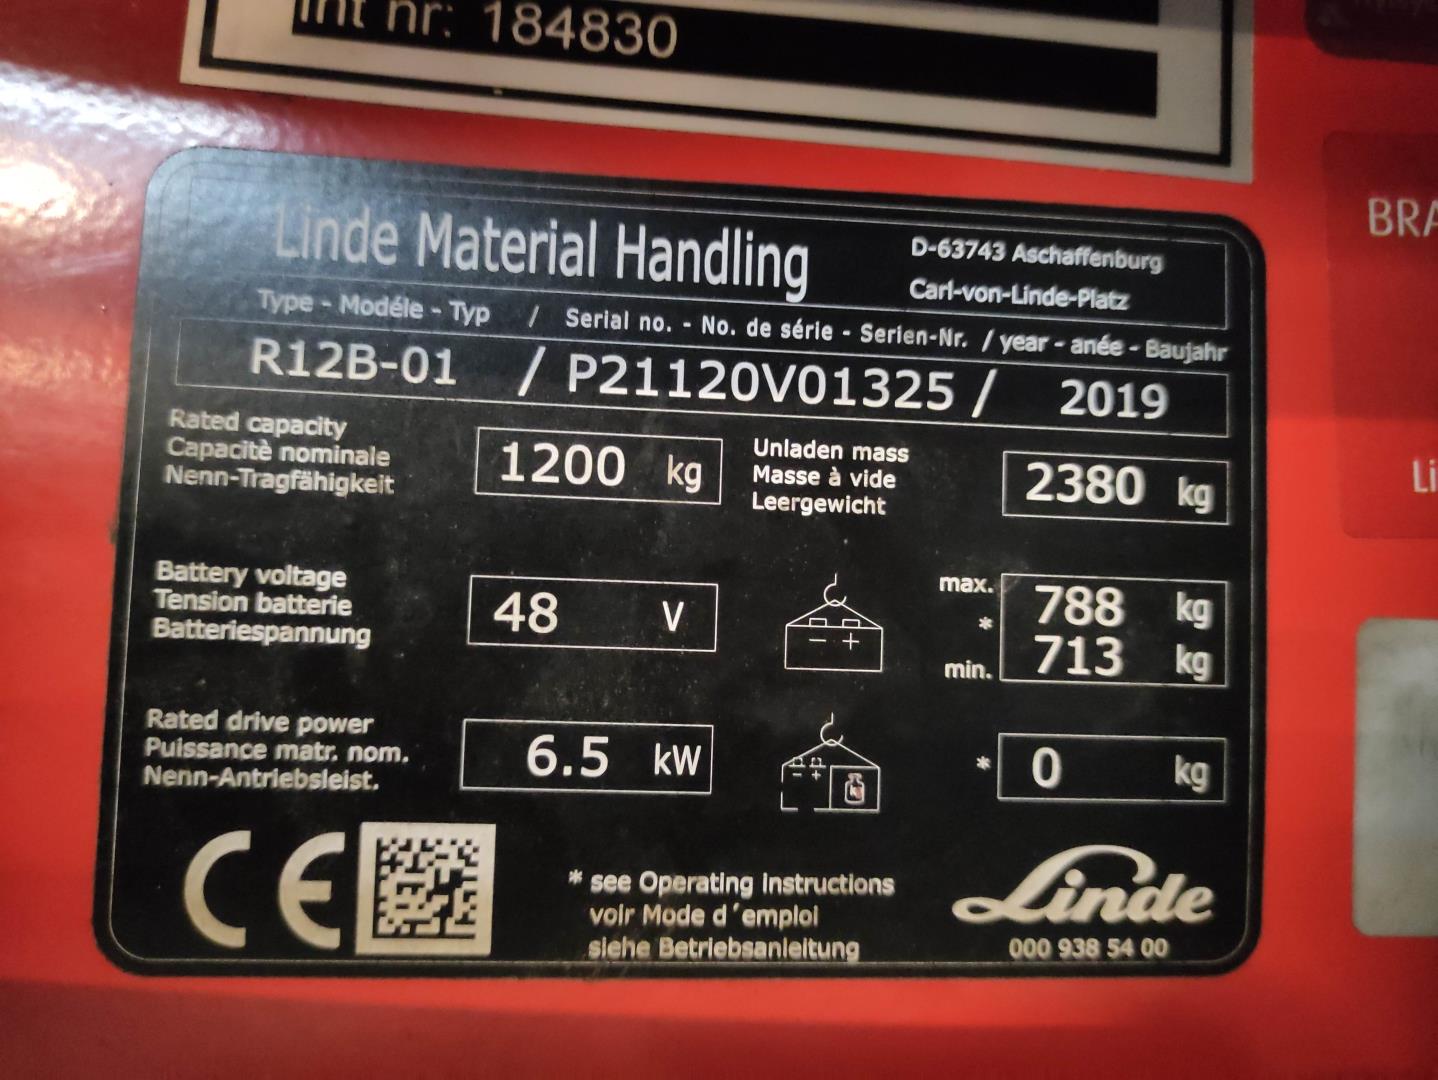 Int nr: 184830
Linde Material Handling
D-63743 Aschaffenburg
Carl-von-Linde-Platz
Type - Modéle - Typ / Serial no. - No. de série - Serien-Nr. / year - anée - Baujahr
R12B-01 / P21120V01325 / 2019
Rated capacity
Capacitè nominale
Nenn-Tragfähigkeit
1200 kg
Unladen mass
Masse à vide
Leergewicht
2380 kg
Battery voltage
Tension batterie
Batteriespannung
48 V
- +
max. 788 kg
*
min. 713 kg
Rated drive power
Puissance matr. nom.
Nenn-Antriebsleist.
6.5 kW
- +
* 0 kg
CE
* see Operating instructions
voir Mode d´emploi
siehe Betriebsanleitung
Linde
000 938 54 00
BRA
Li